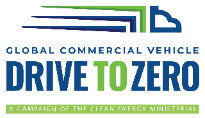 GLOBAL COMMERCIAL VEHICLE
DRIVE TO ZERO
A CAMPAIGN OF THE CLEAN ENERGY MINISTERIAL